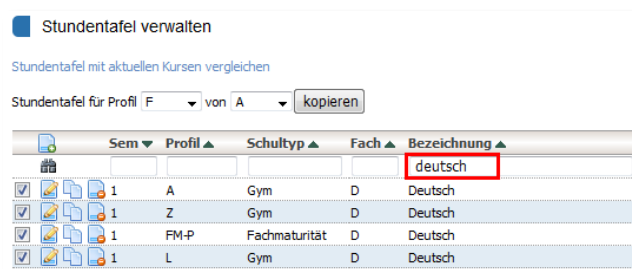 Stundentafel verwalten
Stundentafel mit aktuellen Kursen vergleichen
Stundentafel für Profil F von A kopieren
Sem Profil Schultyp Fach Bezeichnung
deutsch
1 A Gym D Deutsch
1 Z Gym D Deutsch
1 FM-P Fachmaturität D Deutsch
1 L Gym D Deutsch